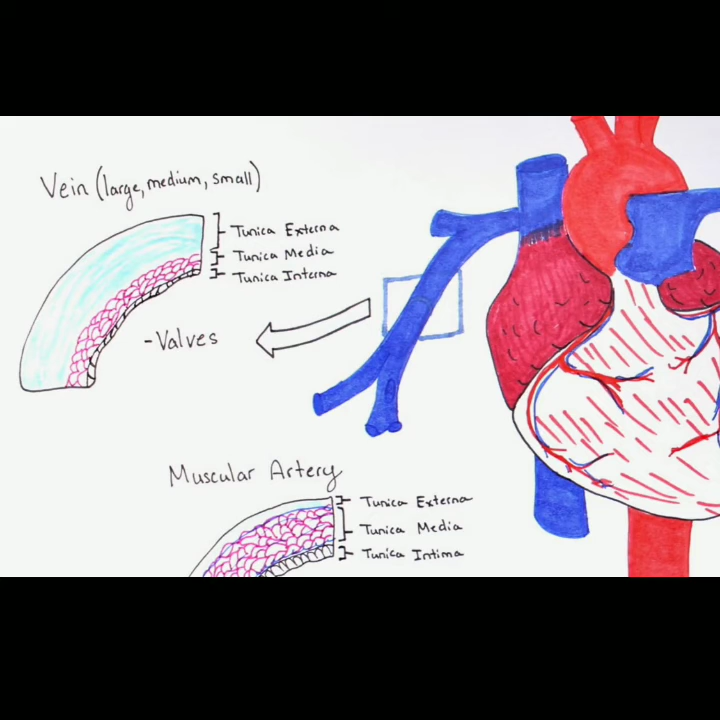 Vein (large, medium, small)
Tunica Externa
Tunica Media
Tunica Interna
-Valves
Muscular Artery
Tunica Externa
Tunica Media
Tunica Intima